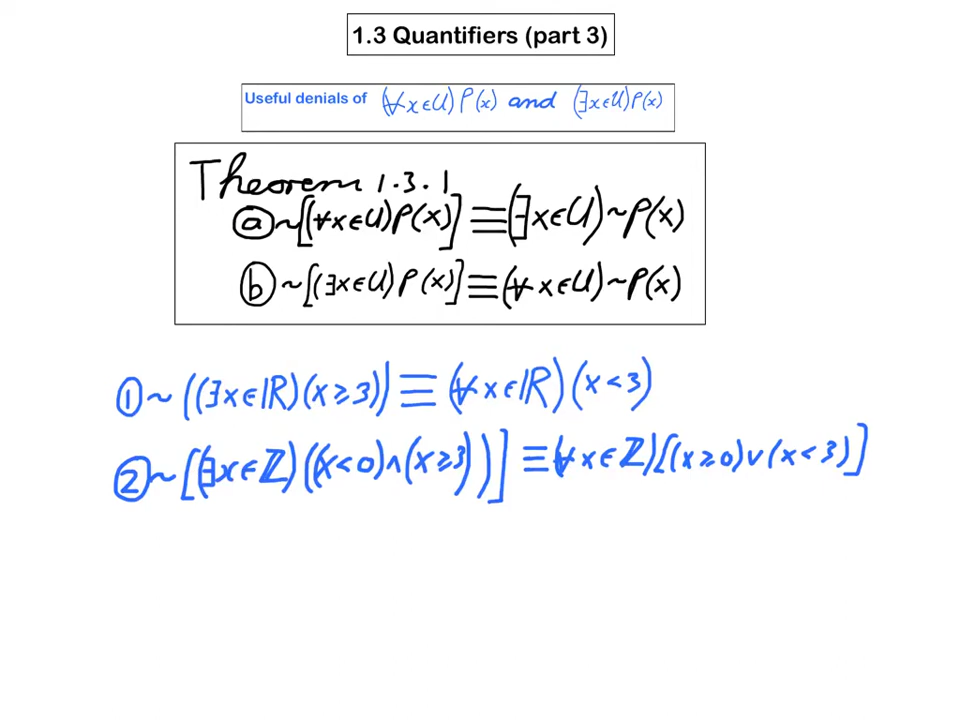 1.3 Quantifiers (part 3)
Useful denials of (∀x∈U)P(x) and (∃x∈U)P(x)
Theorem 1.3.1
ⓐ ~[(∀x∈U)P(x)] ≡ (∃x∈U)~P(x)
ⓑ ~[(∃x∈U)P(x)] ≡ (∀x∈U)~P(x)
① ~((∃x∈ℝ)(x≥3)) ≡ (∀x∈ℝ)(x<3)
② ~[(∃x∈ℤ)((x<0)∧(x≥3))] ≡ (∀x∈ℤ)[(x≥0)∨(x<3)]